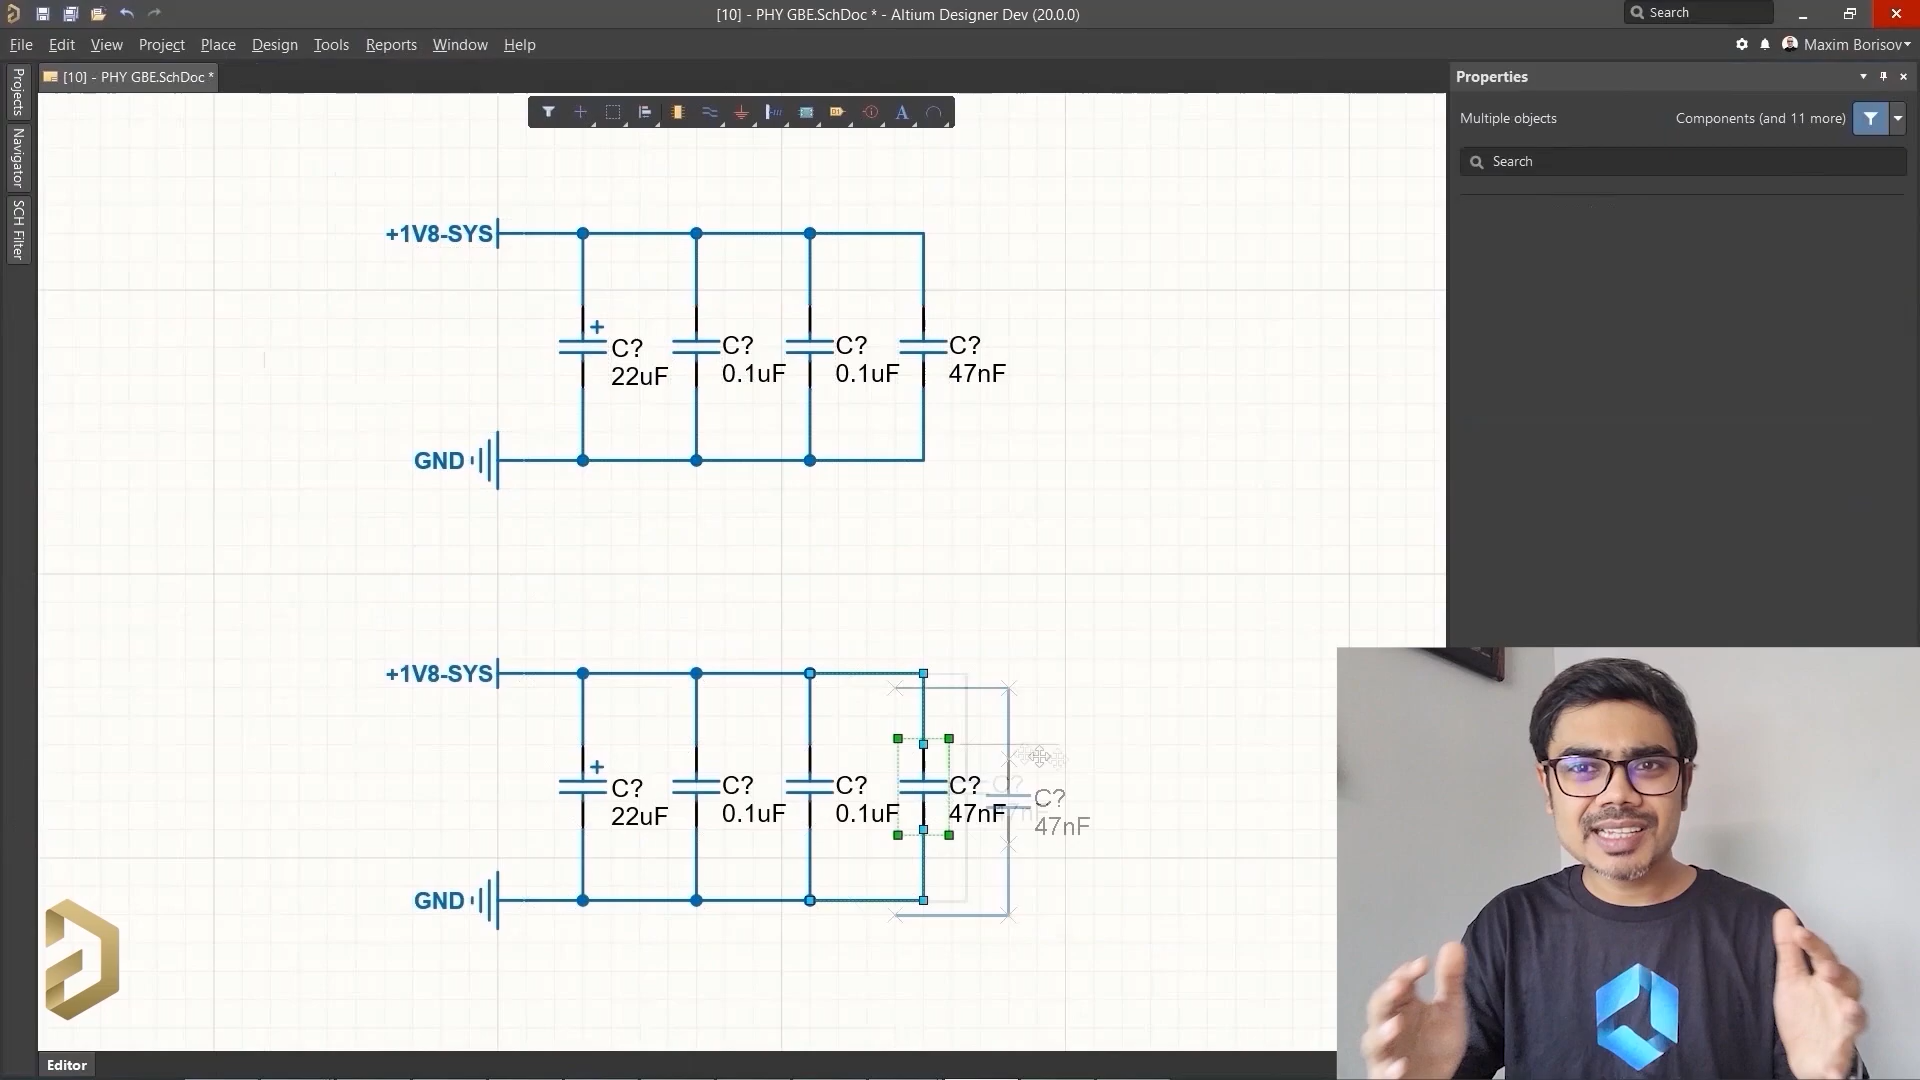 [10] - PHY GBE.SchDoc * - Altium Designer Dev (20.0.0)
Search
File Edit View Project Place Design Tools Reports Window Help
Maxim Borisov
[10] - PHY GBE.SchDoc *
Properties
Projects
Navigator
SCH Filter
Multiple objects
Components (and 11 more)
Search
+1V8-SYS
C?
22uF
C?
0.1uF
C?
0.1uF
C?
47nF
GND
+1V8-SYS
C?
22uF
C?
0.1uF
C?
0.1uF
C?
47nF
C?
47nF
GND
Editor